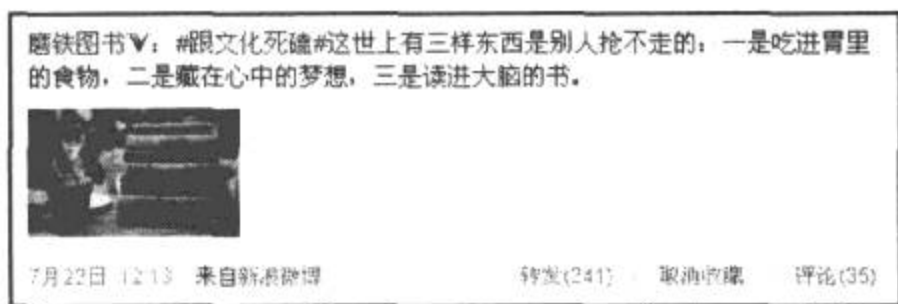 磨铁图书V：#跟文化死磕#这世上有三样东西是别人抢不走的：一是吃进胃里
的食物，二是藏在心中的梦想，三是读进大脑的书。
7月22日 12:13 来自新浪微博 转发(241) 取消收藏 评论(35)